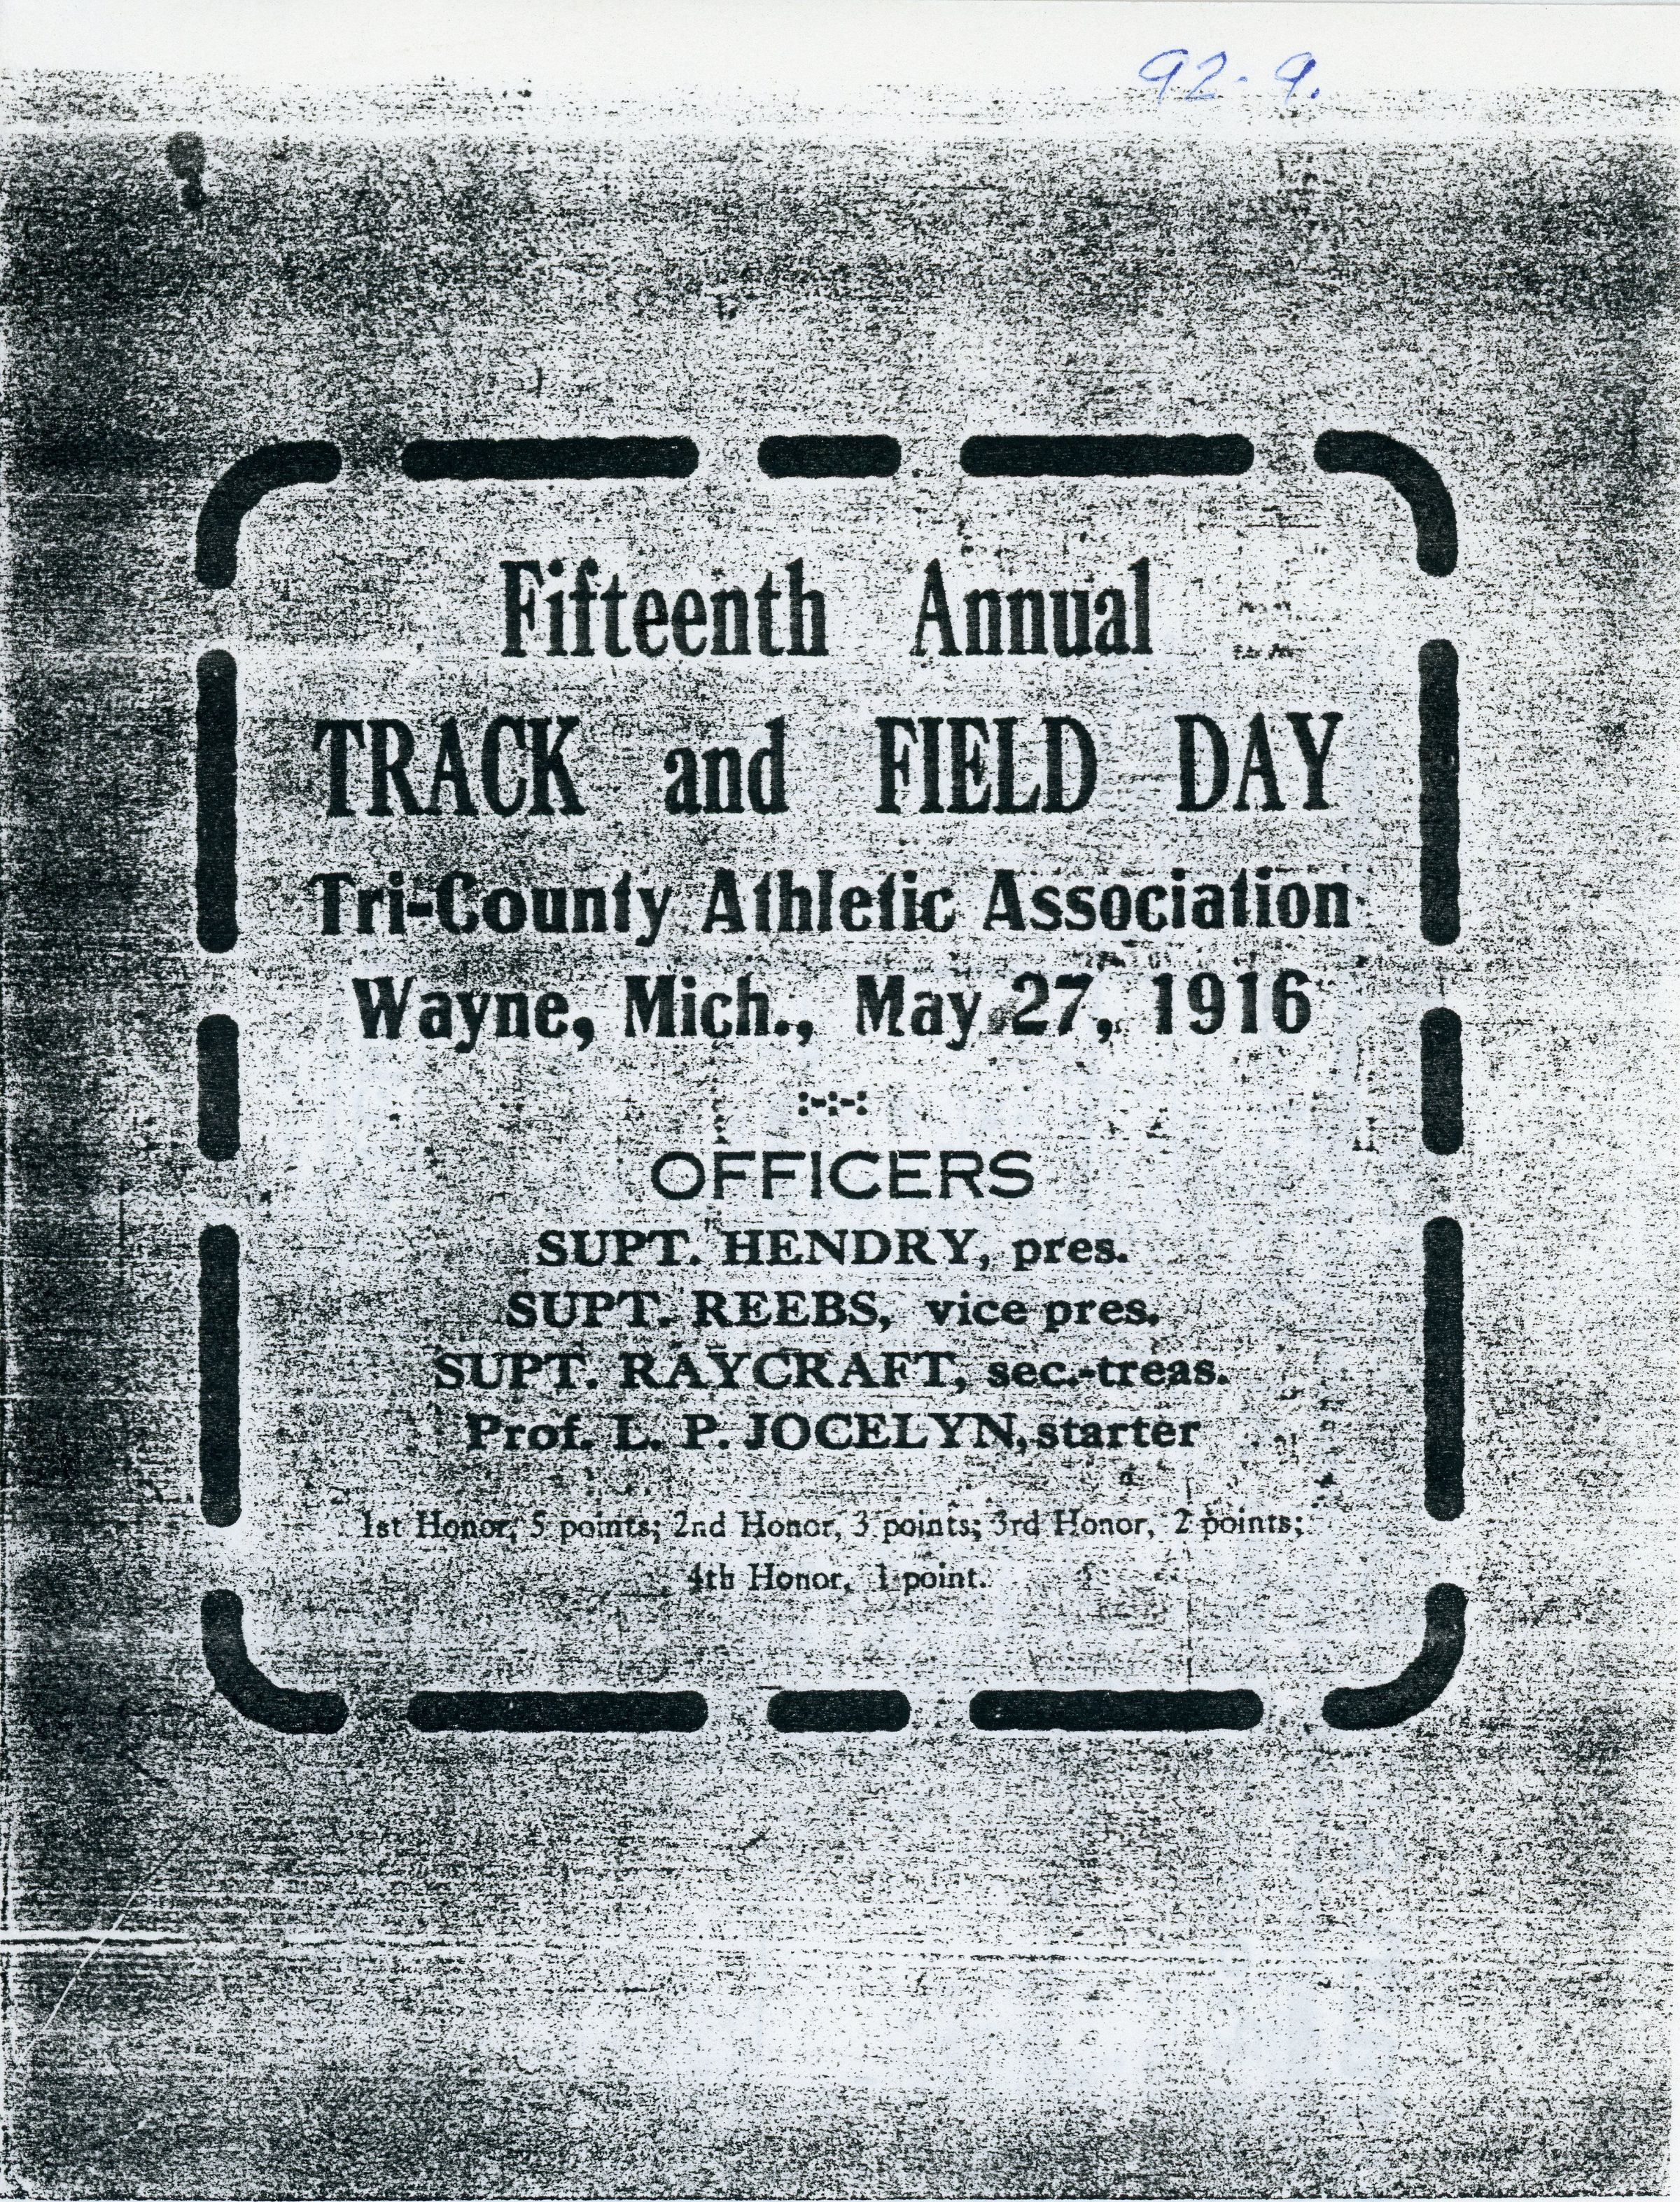 92-9.
Fifteenth Annual
TRACK and FIELD DAY
Tri-County Athletic Association
Wayne, Mich., May 27, 1916
OFFICERS
SUPT. HENDRY, pres.
SUPT. REEBS, vice pres.
SUPT. RAYCRAFT, sec.-treas.
Prof. L. P. JOCELYN, starter
1st Honor, 5 points; 2nd Honor, 3 points; 3rd Honor, 2 points;
4th Honor, 1 point.